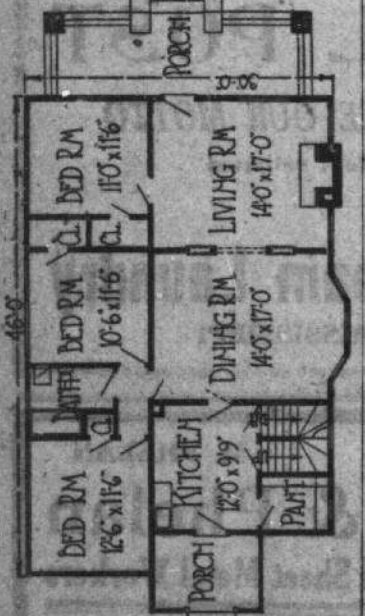 46'-0"
BED RM
12'-6"x11'-6"
CL
BATH
BED RM
10'-6"x11'6"
CL
CL
BED RM
11'0"x11'6"
30'-0"
PORCH
PORCH
KITCHEN
12'-0"x9'9"
PANT
DINING RM
14'-0"x17'-0"
LIVING RM
14'-0"x17'-0"